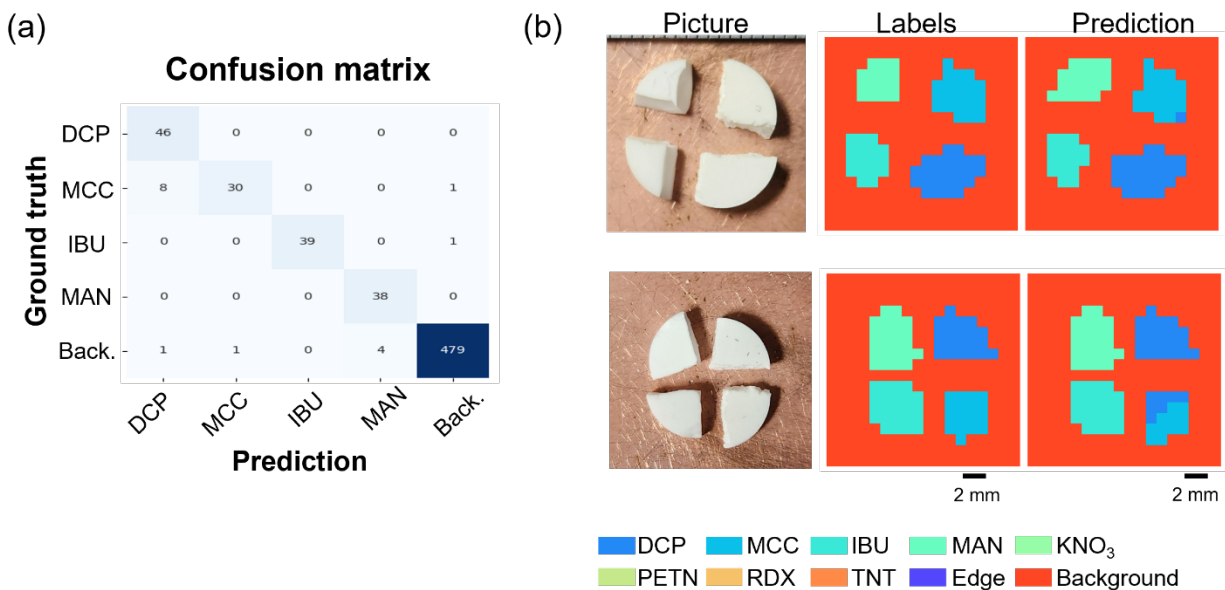 (a)
Confusion matrix
Ground truth
DCP 46 0 0 0
MCC 8 30 0 0 1
IBU 0 0 39 0 1
MAN 0 0 0 38 0
Back. 1 1 0 4 479
DCP MCC IBU MAN Back.
Prediction
(b)
Picture Labels Prediction
2 mm 2 mm
DCP MCC IBU MAN KNO₃
PETN RDX TNT Edge Background